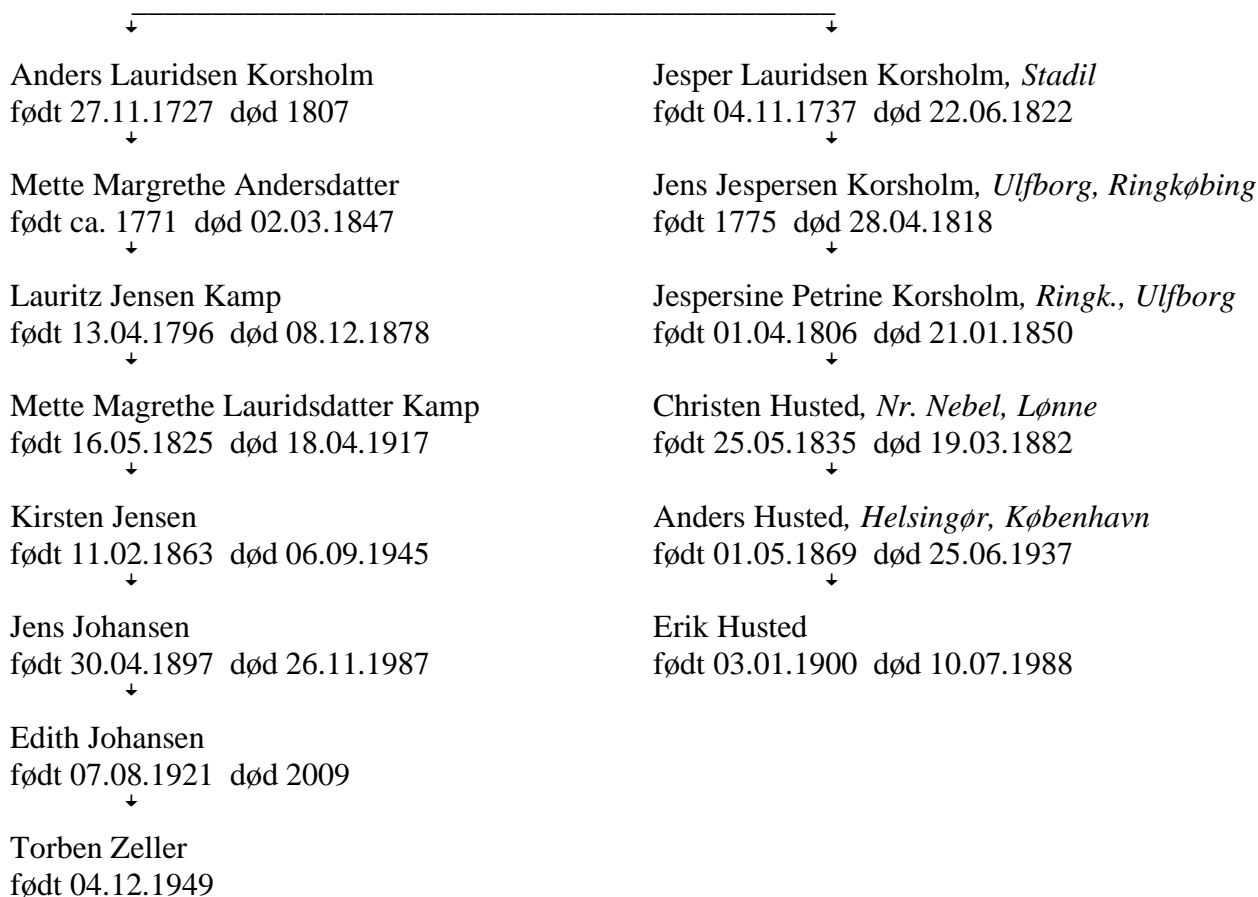 Anders Lauridsen Korsholm
født 27.11.1727 død 1807
Mette Margrethe Andersdatter
født ca. 1771 død 02.03.1847
Lauritz Jensen Kamp
født 13.04.1796 død 08.12.1878
Mette Magrethe Lauridsdatter Kamp
født 16.05.1825 død 18.04.1917
Kirsten Jensen
født 11.02.1863 død 06.09.1945
Jens Johansen
født 30.04.1897 død 26.11.1987
Edith Johansen
født 07.08.1921 død 2009
Torben Zeller
født 04.12.1949
Jesper Lauridsen Korsholm, Stadil
født 04.11.1737 død 22.06.1822
Jens Jespersen Korsholm, Ulfborg, Ringkøbing
født 1775 død 28.04.1818
Jespersine Petrine Korsholm, Ringk., Ulfborg
født 01.04.1806 død 21.01.1850
Christen Husted, Nr. Nebel, Lønne
født 25.05.1835 død 19.03.1882
Anders Husted, Helsingør, København
født 01.05.1869 død 25.06.1937
Erik Husted
født 03.01.1900 død 10.07.1988